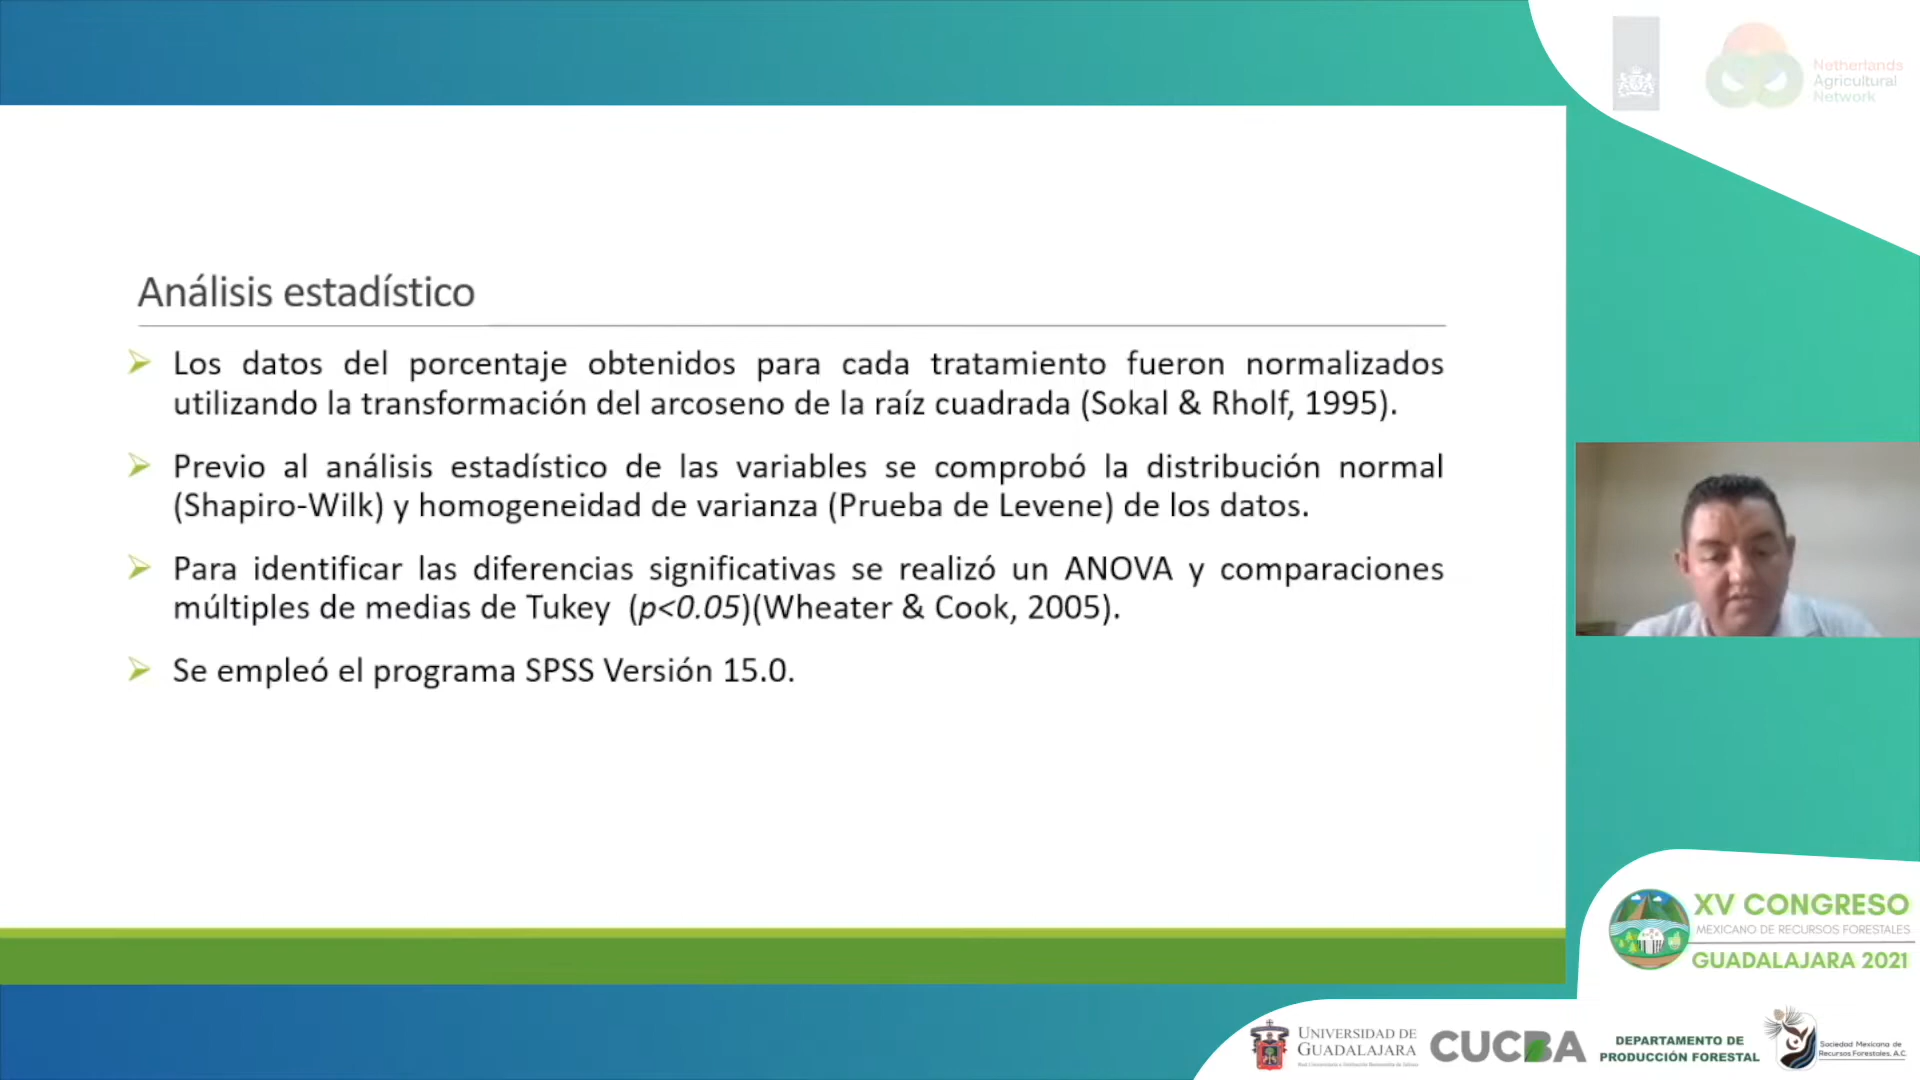 Netherlands
Agricultural
Network
Análisis estadístico
Los datos del porcentaje obtenidos para cada tratamiento fueron normalizados
utilizando la transformación del arcoseno de la raíz cuadrada (Sokal & Rholf, 1995).
Previo al análisis estadístico de las variables se comprobó la distribución normal
(Shapiro-Wilk) y homogeneidad de varianza (Prueba de Levene) de los datos.
Para identificar las diferencias significativas se realizó un ANOVA y comparaciones
múltiples de medias de Tukey (p<0.05)(Wheater & Cook, 2005).
Se empleó el programa SPSS Versión 15.0.
XV CONGRESO
MEXICANO DE RECURSOS FORESTALES
GUADALAJARA 2021
UNIVERSIDAD DE
GUADALAJARA
CUCBA
DEPARTAMENTO DE
PRODUCCIÓN FORESTAL
Sociedad Mexicana de
Recursos Forestales, A.C.